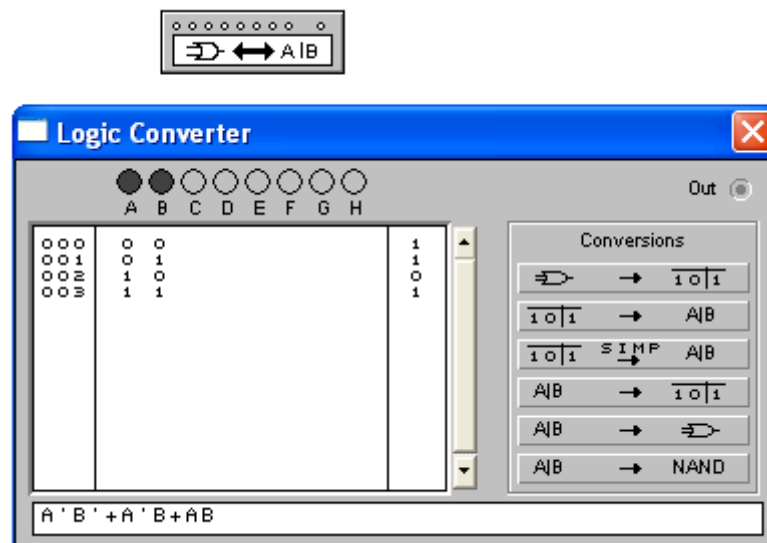 A|B
Logic Converter
A B C D E F G H
Out
000 0 0 1
001 0 1 1
002 1 0 0
003 1 1 1
Conversions
→ 1 0|1
1 0|1 → A|B
1 0|1 SIMP → A|B
A|B → 1 0|1
A|B →
A|B → NAND
A'B'+A'B+AB